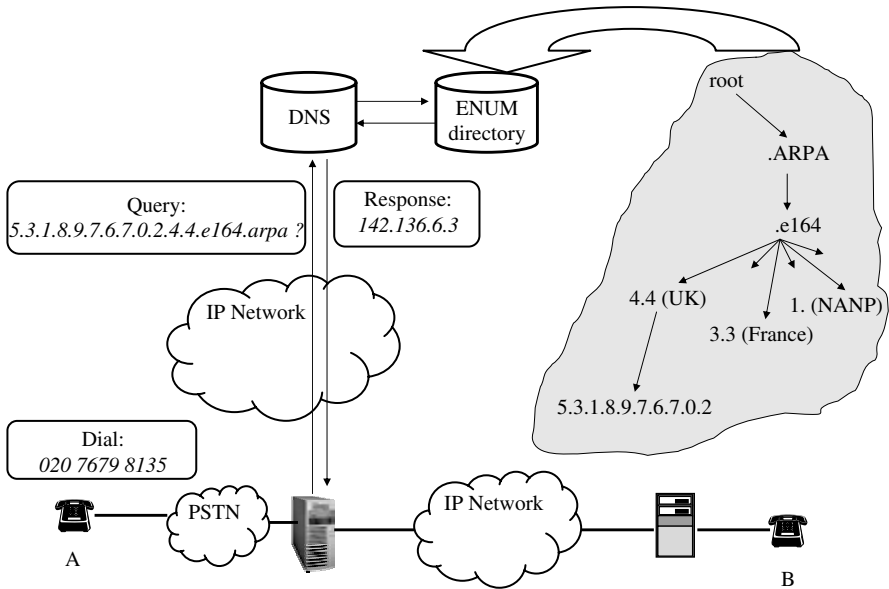 root
DNS
ENUM
directory
.ARPA
Query:
5.3.1.8.9.7.6.7.0.2.4.4.e164.arpa ?
Response:
142.136.6.3
.e164
4.4 (UK)
1. (NANP)
3.3 (France)
IP Network
5.3.1.8.9.7.6.7.0.2
Dial:
020 7679 8135
PSTN
IP Network
A
B